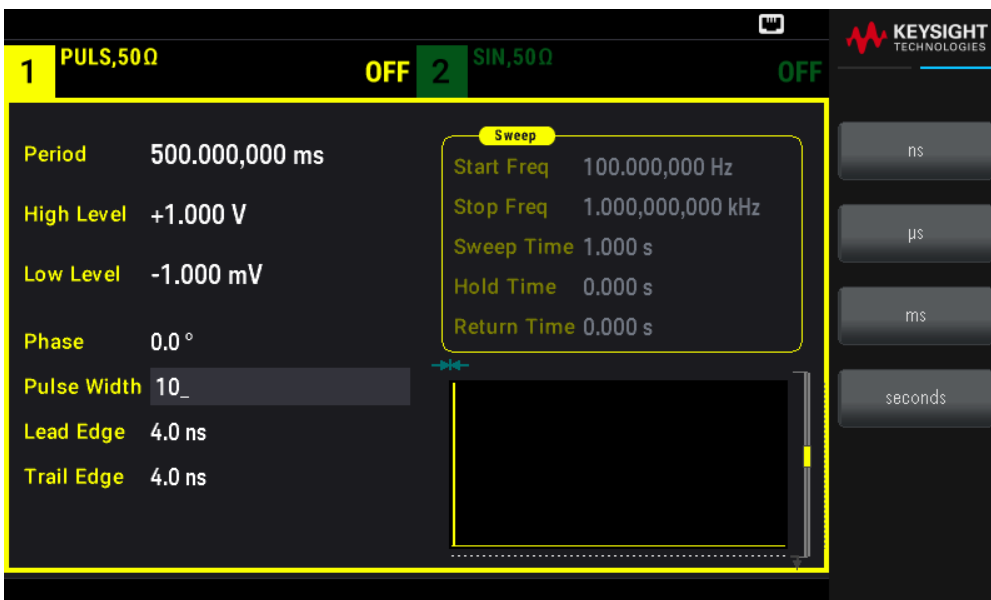 KEYSIGHT
TECHNOLOGIES
1 PULS,50Ω OFF 2 SIN,50Ω OFF
Period 500.000,000 ms
High Level +1.000 V
Low Level -1.000 mV
Phase 0.0 °
Pulse Width 10_
Lead Edge 4.0 ns
Trail Edge 4.0 ns
Sweep
Start Freq 100.000,000 Hz
Stop Freq 1.000,000,000 kHz
Sweep Time 1.000 s
Hold Time 0.000 s
Return Time 0.000 s
ns
µs
ms
seconds